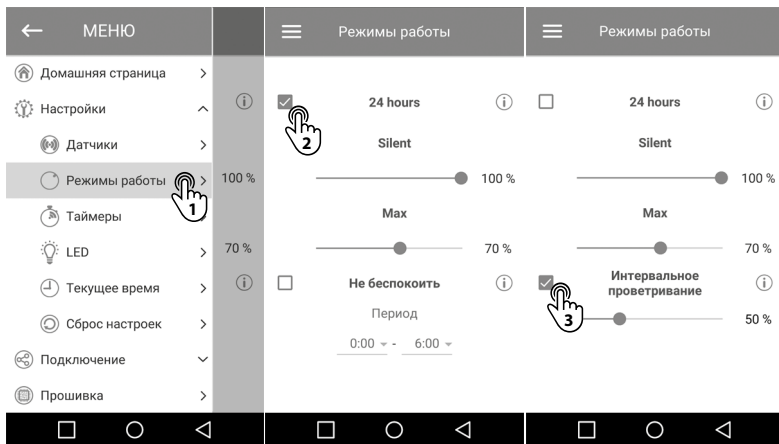 МЕНЮ
Домашняя страница
Настройки
Датчики
Режимы работы
100 %
1
Таймеры
LED
70 %
Текущее время
Сброс настроек
Подключение
Прошивка
Режимы работы
24 hours
2
Silent
100 %
Max
70 %
Не беспокоить
Период
0:00 - 6:00
Режимы работы
24 hours
Silent
100 %
Max
70 %
Интервальное
проветривание
3
50 %